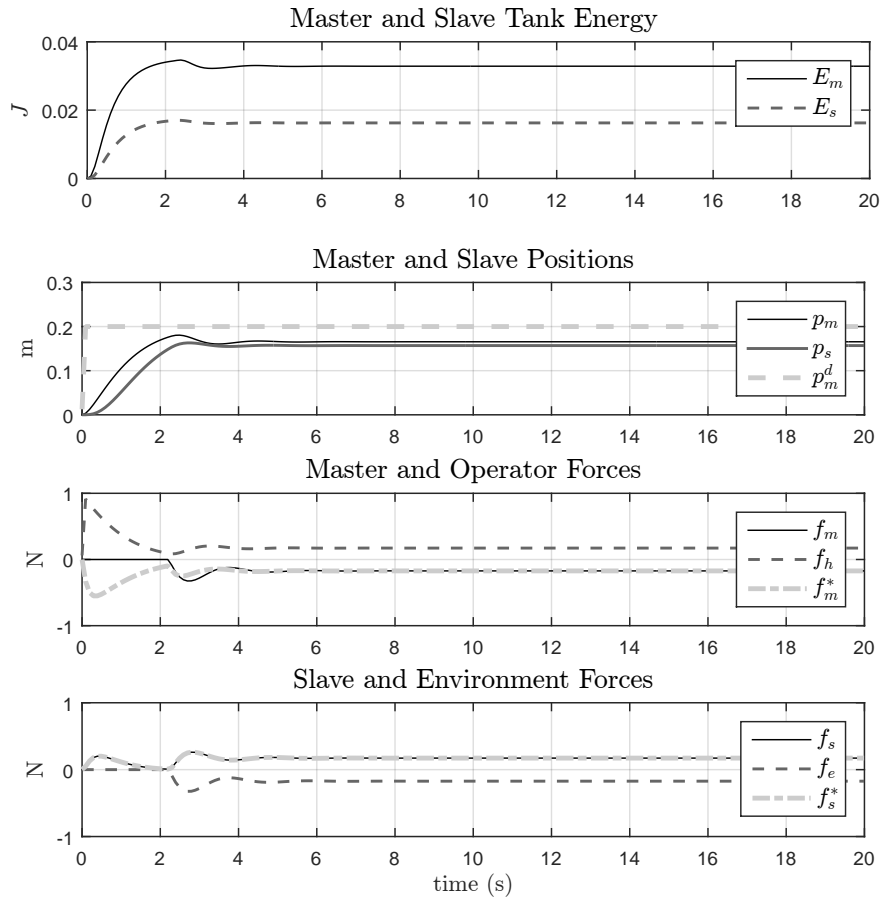 Master and Slave Tank Energy
0.04
0.02
0
J
E_m
E_s
0 2 4 6 8 10 12 14 16 18 20
Master and Slave Positions
0.3
0.2
0.1
0
m
p_m
p_s
p_m^d
0 2 4 6 8 10 12 14 16 18 20
Master and Operator Forces
1
0
-1
N
f_m
f_h
f_m^*
0 2 4 6 8 10 12 14 16 18 20
Slave and Environment Forces
1
0
-1
N
f_s
f_e
f_s^*
0 2 4 6 8 10 12 14 16 18 20
time (s)